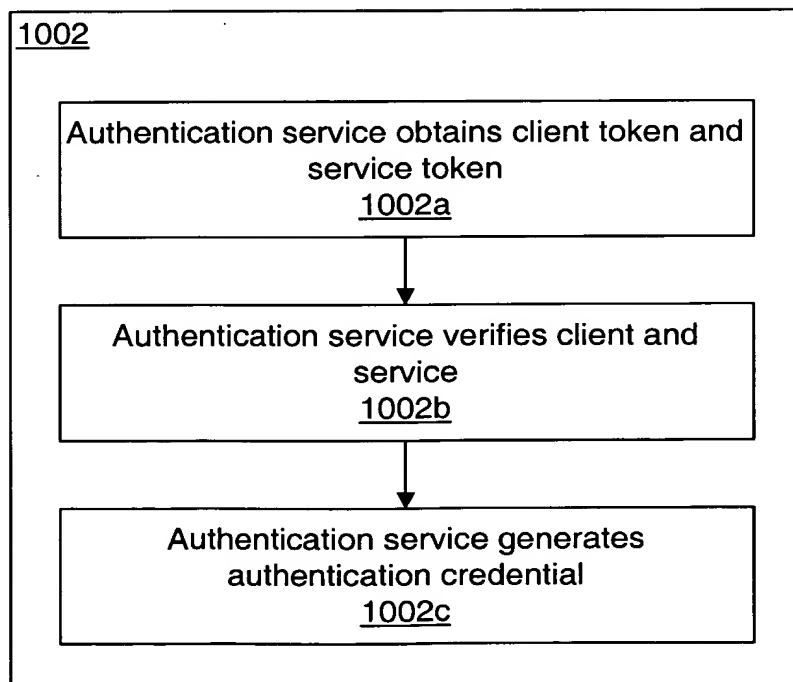 1002
Authentication service obtains client token and
service token
1002a
Authentication service verifies client and
service
1002b
Authentication service generates
authentication credential
1002c